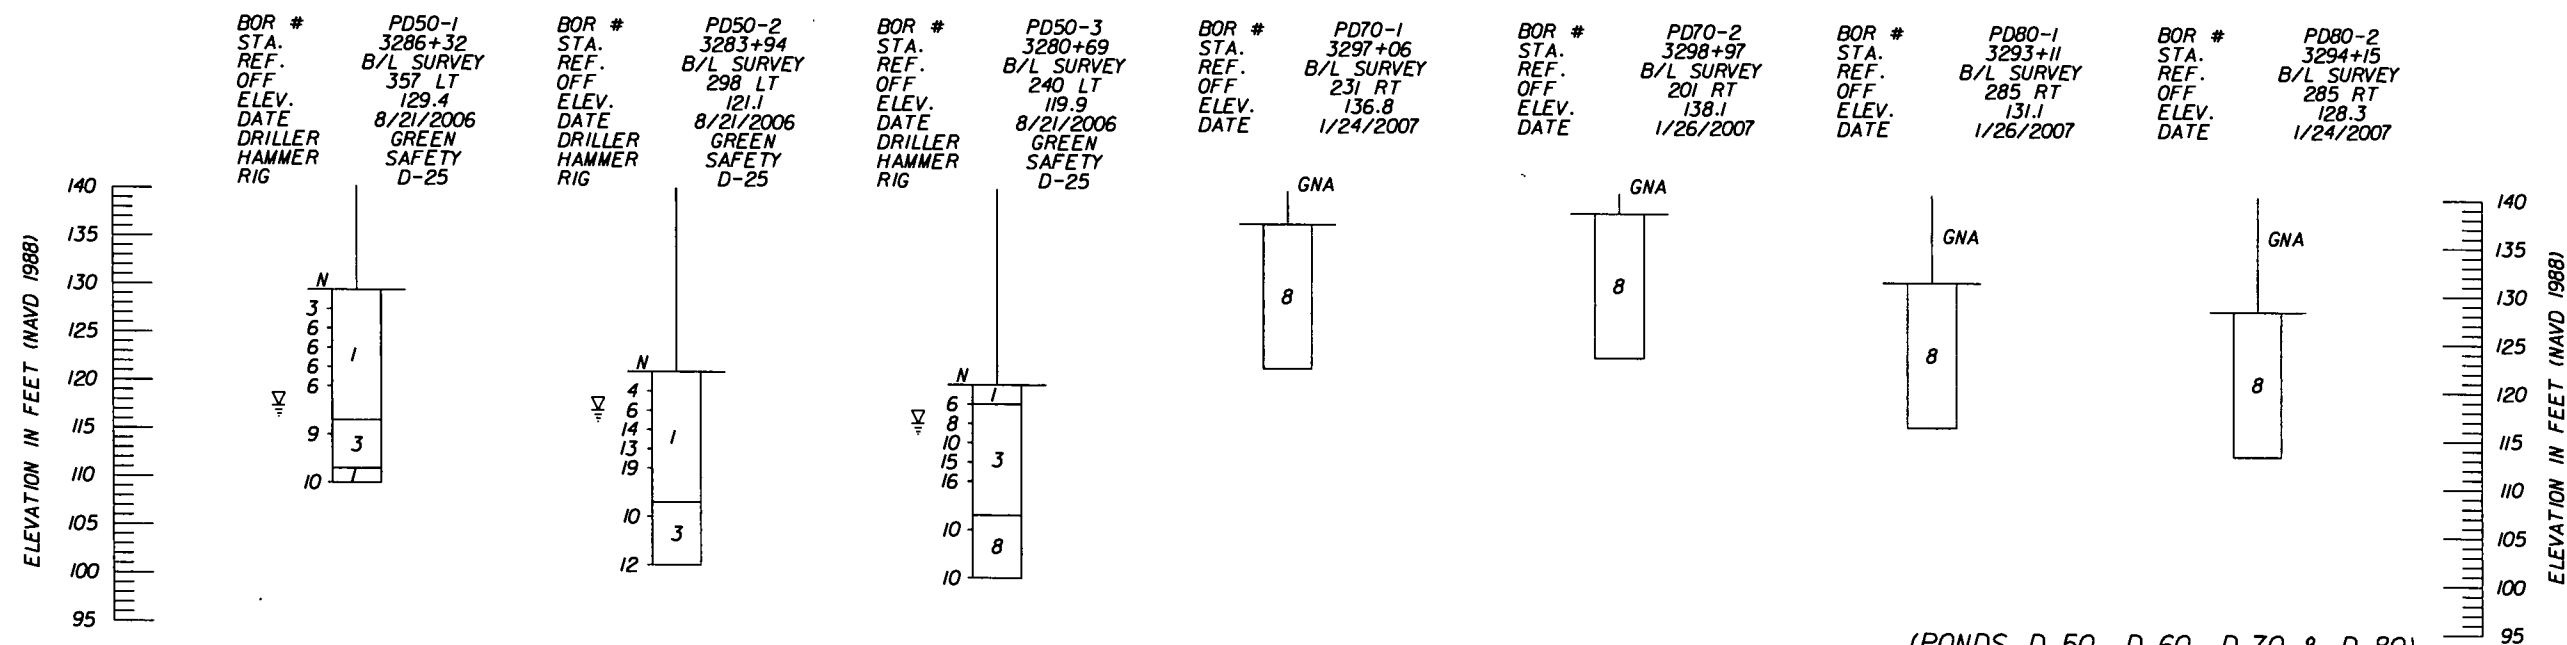 BOR # PD50-1
STA. 3286+32
REF. B/L SURVEY
OFF 357 LT
ELEV. 129.4
DATE 8/21/2006
DRILLER GREEN
HAMMER SAFETY
RIG D-25
BOR # PD50-2
STA. 3283+94
REF. B/L SURVEY
OFF 298 LT
ELEV. 121.1
DATE 8/21/2006
DRILLER GREEN
HAMMER SAFETY
RIG D-25
BOR # PD50-3
STA. 3280+69
REF. B/L SURVEY
OFF 240 LT
ELEV. 119.9
DATE 8/21/2006
DRILLER GREEN
HAMMER SAFETY
RIG D-25
BOR # PD70-1
STA. 3297+06
REF. B/L SURVEY
OFF 231 RT
ELEV. 136.8
DATE 1/24/2007
BOR # PD70-2
STA. 3298+97
REF. B/L SURVEY
OFF 201 RT
ELEV. 138.1
DATE 1/26/2007
BOR # PD80-1
STA. 3293+11
REF. B/L SURVEY
OFF 285 RT
ELEV. 131.1
DATE 1/26/2007
BOR # PD80-2
STA. 3294+15
REF. B/L SURVEY
OFF 285 RT
ELEV. 128.3
DATE 1/24/2007
ELEVATION IN FEET (NAVD 1988)
140
135
130
125
120
115
110
105
100
95
N
3
6
6
6
6
9
10
1
3
1
N
4
6
14
13
19
10
12
1
3
N
6
8
10
15
16
10
10
1
3
8
GNA
8
GNA
8
GNA
8
GNA
8
140
135
130
125
120
115
110
105
100
95
ELEVATION IN FEET (NAVD 1988)
(PONDS D-50, D-60, D-70 & D-80)